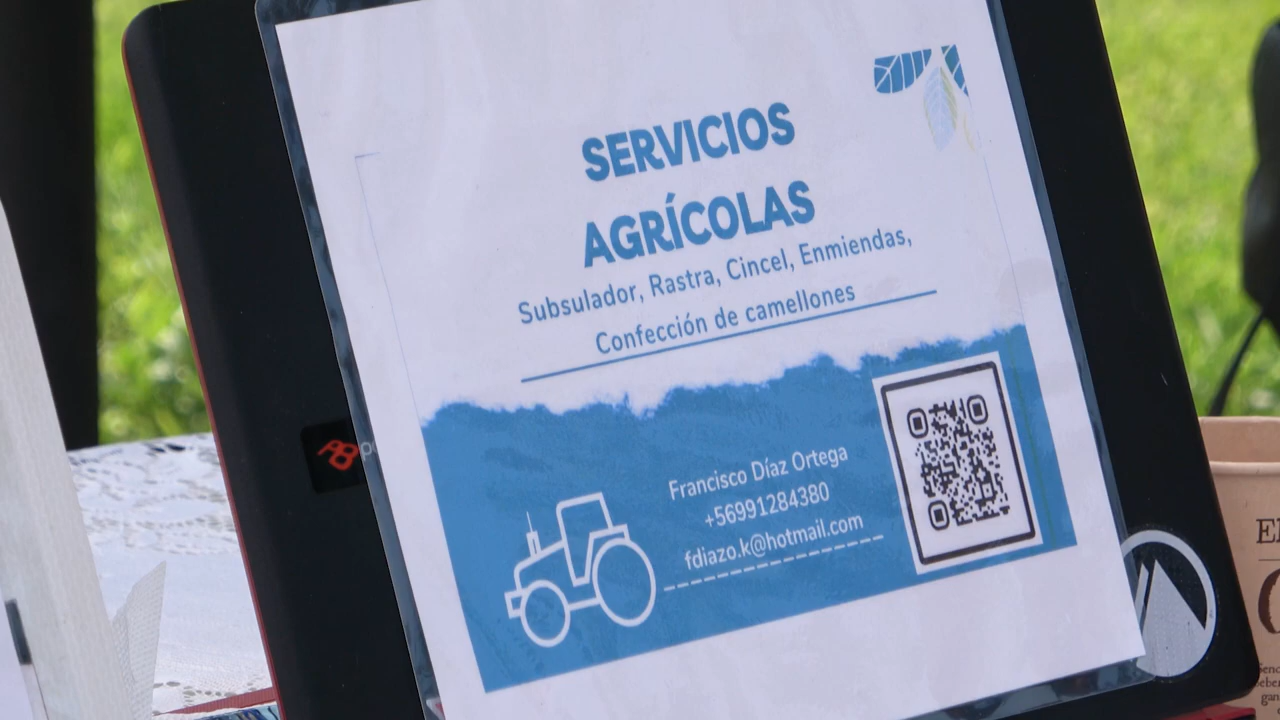 SERVICIOS
AGRÍCOLAS
Subsulador, Rastra, Cincel, Enmiendas,
Confección de camellones
Francisco Díaz Ortega
+56991284380
fdiazo.k@hotmail.com